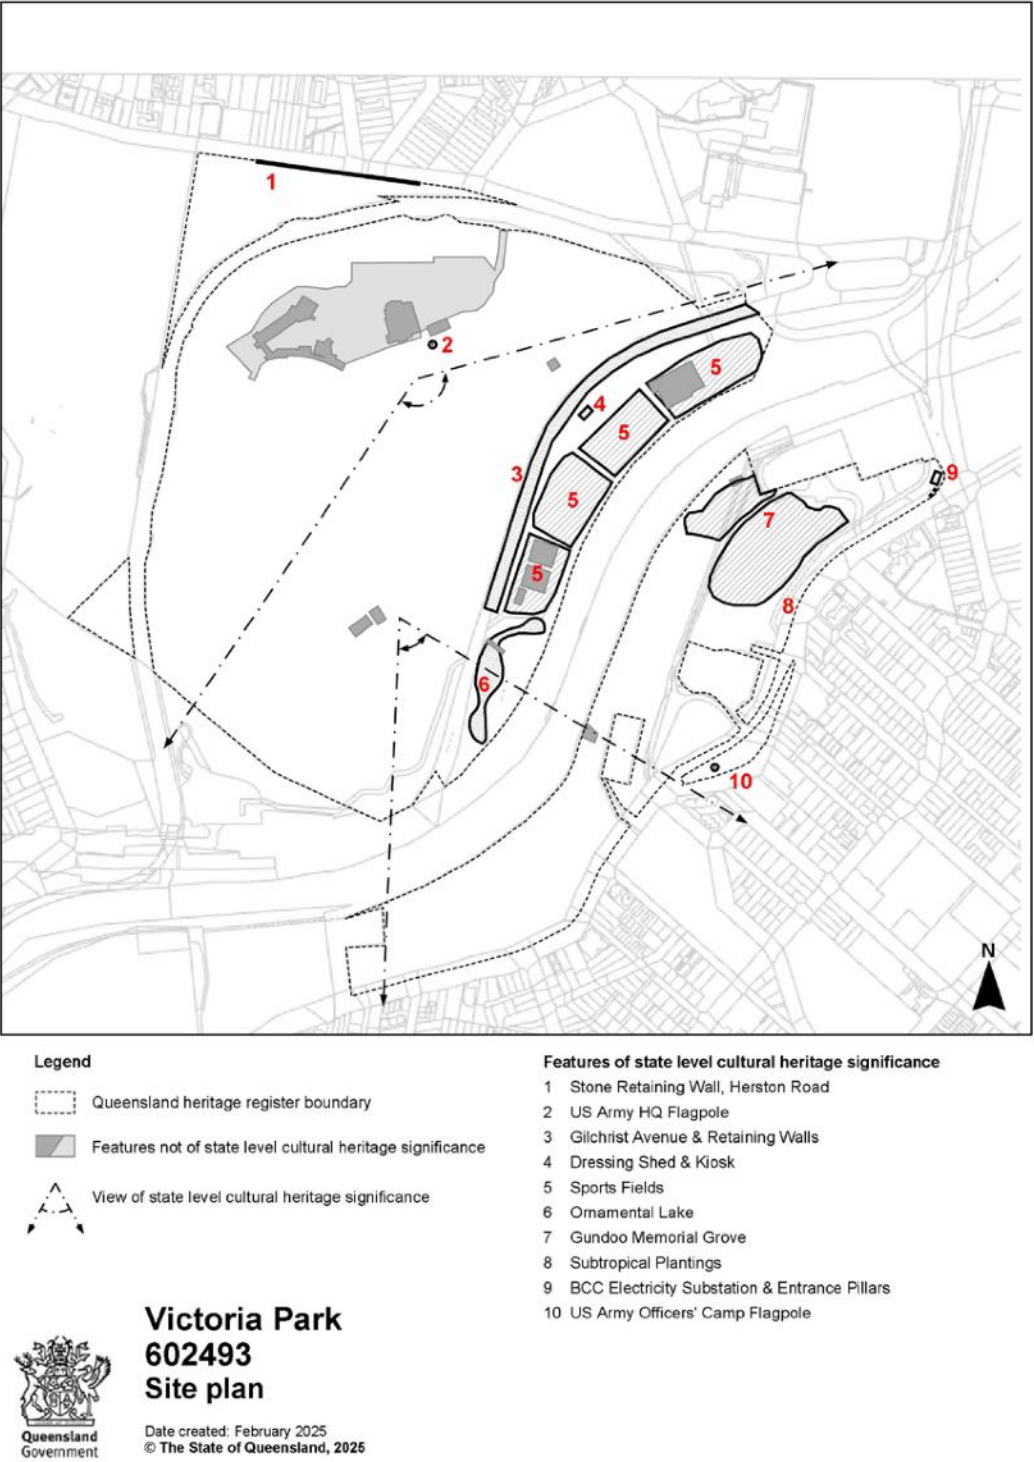 1
2
5
4
5
3
9
5
7
5
8
6
10
N
Legend
Queensland heritage register boundary
Features not of state level cultural heritage significance
View of state level cultural heritage significance
Features of state level cultural heritage significance
1 Stone Retaining Wall, Herston Road
2 US Army HQ Flagpole
3 Gilchrist Avenue & Retaining Walls
4 Dressing Shed & Kiosk
5 Sports Fields
6 Ornamental Lake
7 Gundoo Memorial Grove
8 Subtropical Plantings
9 BCC Electricity Substation & Entrance Pillars
10 US Army Officers' Camp Flagpole
Victoria Park
602493
Site plan
Date created: February 2025
© The State of Queensland, 2025
Queensland
Government